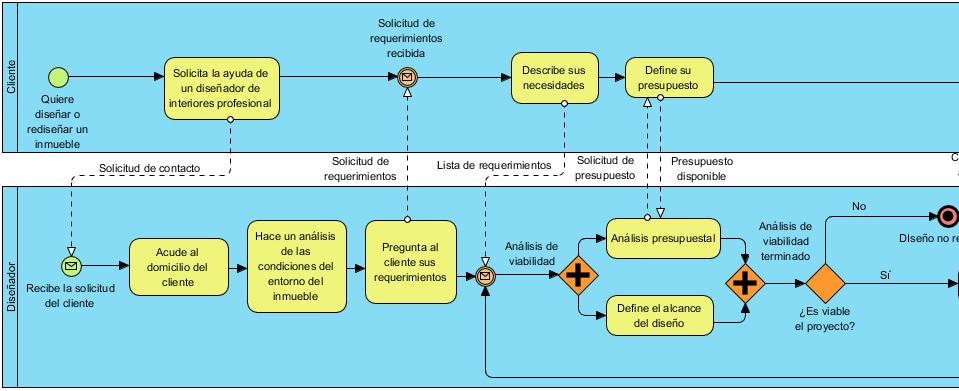 Diseñador
Cliente
Recibe la solicitud
del cliente
Quiere
diseñar o
rediseñar un
inmueble
Solicitud de contacto
Acude al
domicilio del
cliente
Solicita la ayuda de
un diseñador de
interiores profesional
Hace un análisis
de las
condiciones del
entorno del
inmueble
Solicitud de
requerimientos
Solicitud de
requerimientos
recibida
Pregunta al
cliente sus
requerimientos
Lista de requerimientos
Análisis de
viabilidad
Describe sus
necesidades
Solicitud de
presupuesto
Define el alcance
del diseño
Análisis presupuestal
Define su
presupuesto
Presupuesto
disponible
Análisis de
viabilidad
terminado
¿Es viable
el proyecto?
No
Sí
Diseño no re
C